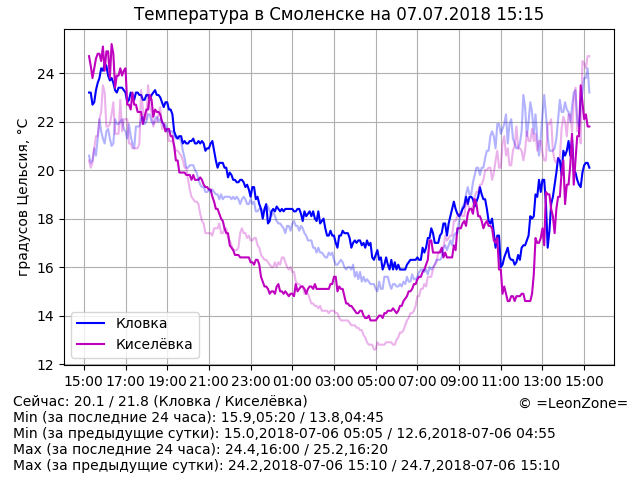 Температура в Смоленске на 07.07.2018 15:15
градусов Цельсия, °C
24
22
20
18
16
14
12
Кловка
Киселёвка
15:00 17:00 19:00 21:00 23:00 01:00 03:00 05:00 07:00 09:00 11:00 13:00 15:00
Сейчас: 20.1 / 21.8 (Кловка / Киселёвка)
© =LeonZone=
Min (за последние 24 часа): 15.9,05:20 / 13.8,04:45
Min (за предыдущие сутки): 15.0,2018-07-06 05:05 / 12.6,2018-07-06 04:55
Max (за последние 24 часа): 24.4,16:00 / 25.2,16:20
Max (за предыдущие сутки): 24.2,2018-07-06 15:10 / 24.7,2018-07-06 15:10